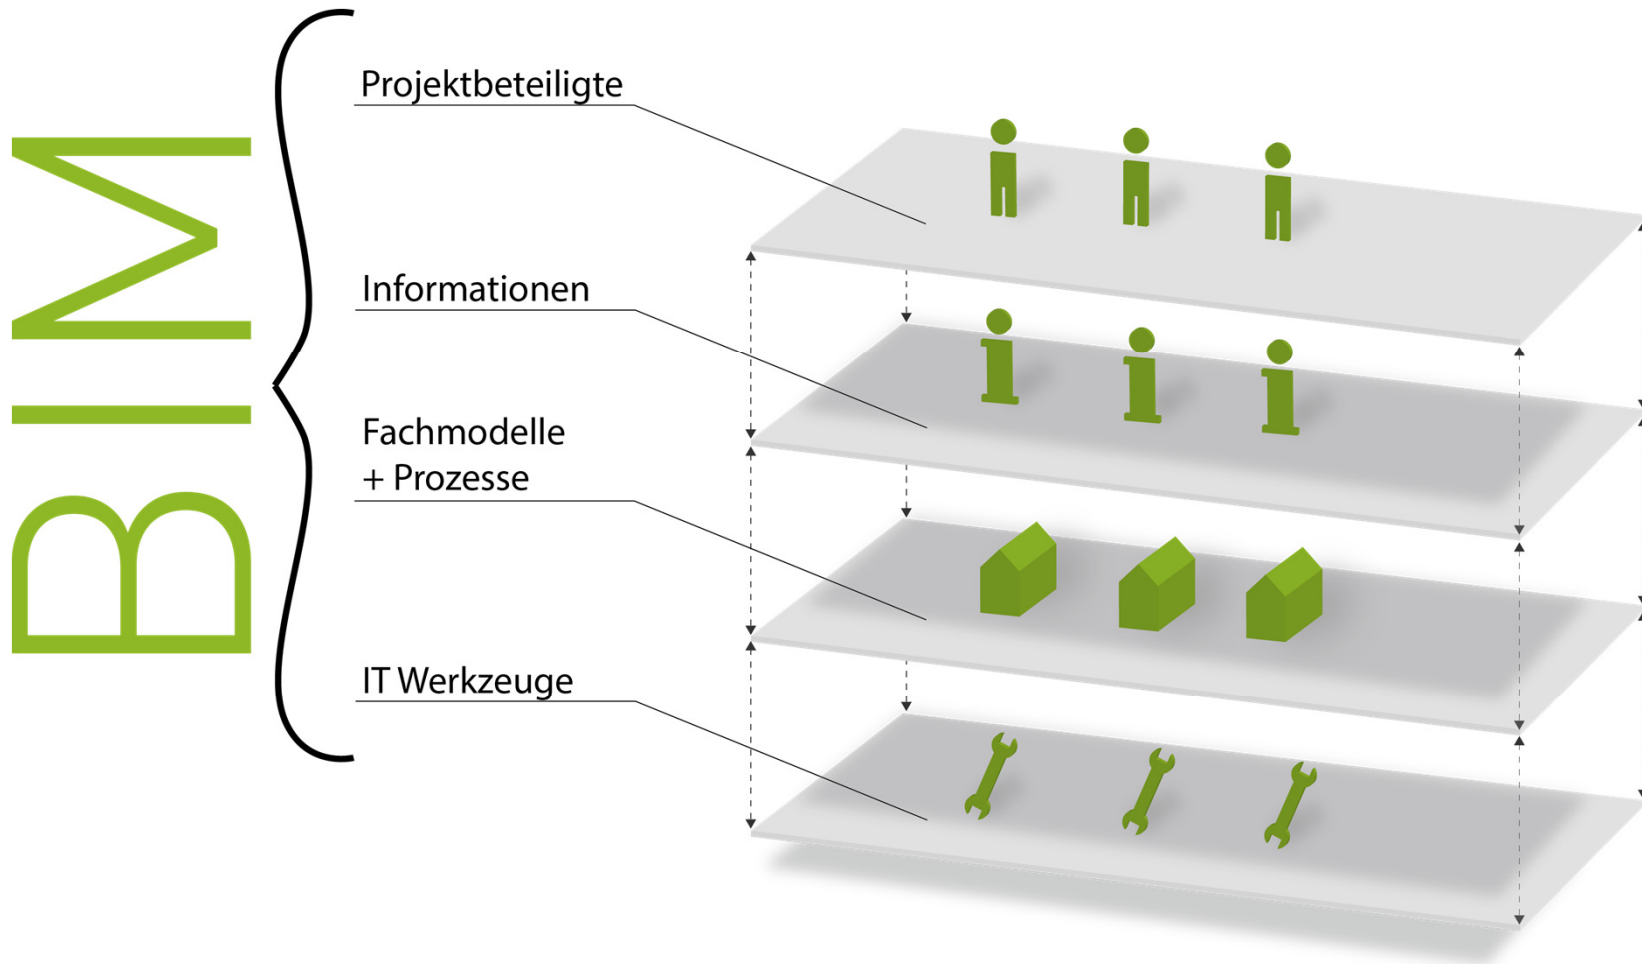 BIM
Projektbeteiligte
Informationen
Fachmodelle
+ Prozesse
IT Werkzeuge